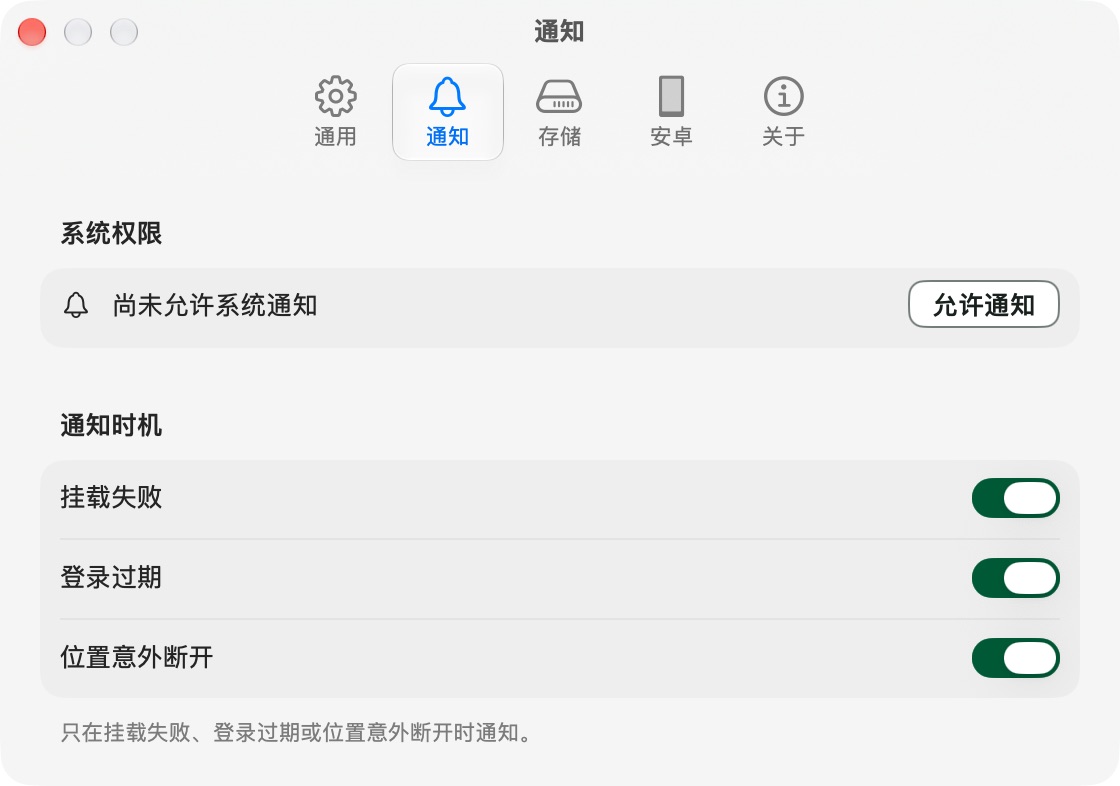 通知
通用 通知 存储 安卓 关于
系统权限
尚未允许系统通知 允许通知
通知时机
挂载失败
登录过期
位置意外断开
只在挂载失败、登录过期或位置意外断开时通知。